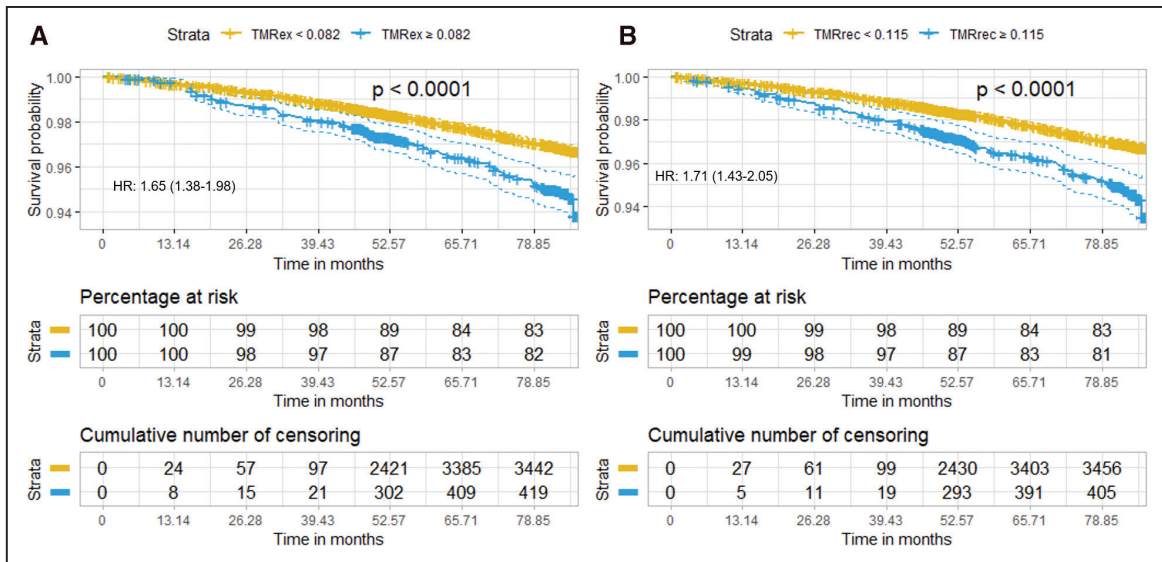 A
Strata TMRex < 0.082 TMRex ≥ 0.082
Survival probability
1.00
0.98
0.96
0.94
p < 0.0001
HR: 1.65 (1.38-1.98)
0 13.14 26.28 39.43 52.57 65.71 78.85
Time in months
Percentage at risk
Strata
100 100 99 98 89 84 83
100 100 98 97 87 83 82
0 13.14 26.28 39.43 52.57 65.71 78.85
Time in months
Cumulative number of censoring
Strata
0 24 57 97 2421 3385 3442
0 8 15 21 302 409 419
0 13.14 26.28 39.43 52.57 65.71 78.85
Time in months
B
Strata TMRrec < 0.115 TMRrec ≥ 0.115
Survival probability
1.00
0.98
0.96
0.94
p < 0.0001
HR: 1.71 (1.43-2.05)
0 13.14 26.28 39.43 52.57 65.71 78.85
Time in months
Percentage at risk
Strata
100 100 99 98 89 84 83
100 99 98 97 87 83 81
0 13.14 26.28 39.43 52.57 65.71 78.85
Time in months
Cumulative number of censoring
Strata
0 27 61 99 2430 3403 3456
0 5 11 19 293 391 405
0 13.14 26.28 39.43 52.57 65.71 78.85
Time in months